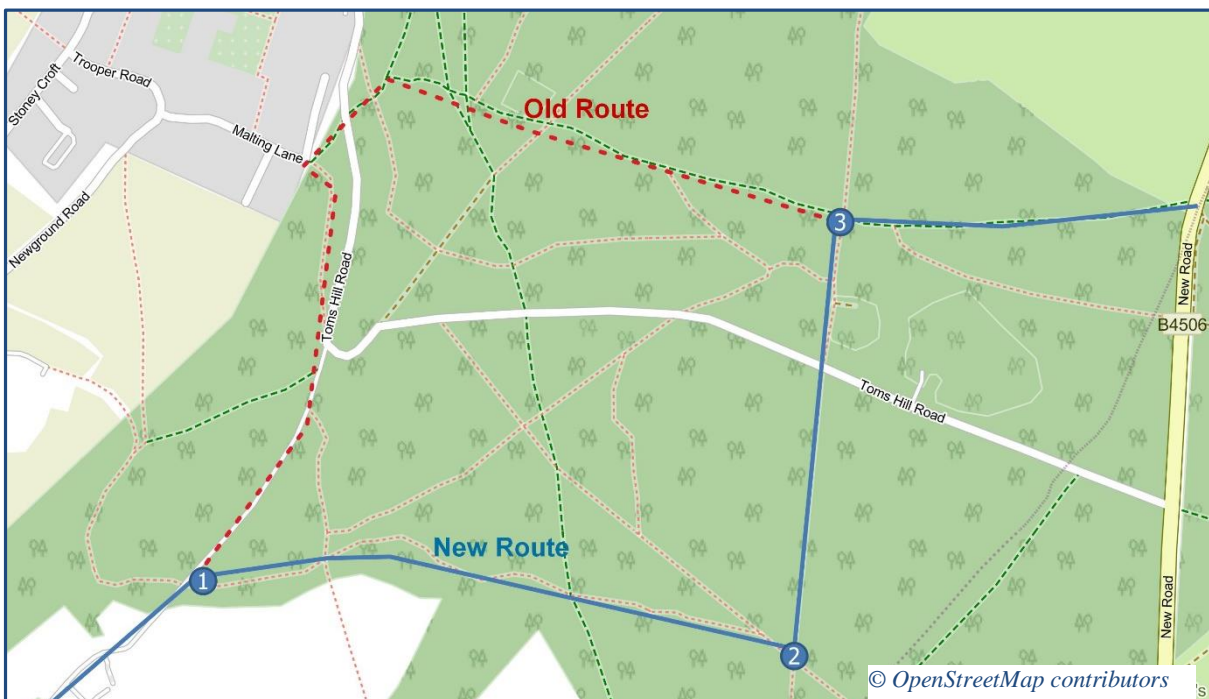 Stoney Croft
Trooper Road
Malting Lane
Newground Road
Old Route
Toms Hill Road
3
New Road
B4506
Toms Hill Road
New Route
1
2
New Road
© OpenStreetMap contributors
's